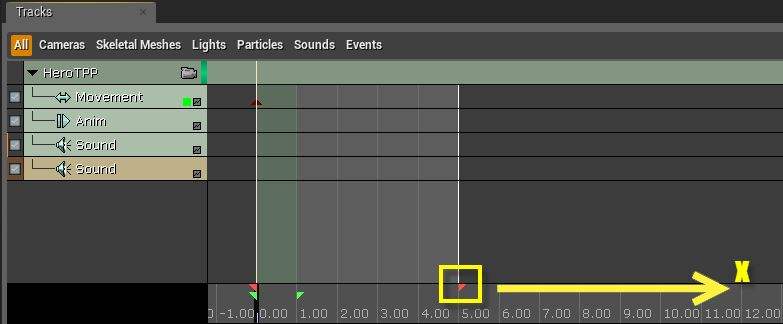 Tracks
All Cameras Skeletal Meshes Lights Particles Sounds Events
HeroTPP
Movement
Anim
Sound
Sound
X
0 -1.00 0.00 1.00 2.00 3.00 4.00 5.00 6.00 7.00 8.00 9.00 10.00 11.00 12.00